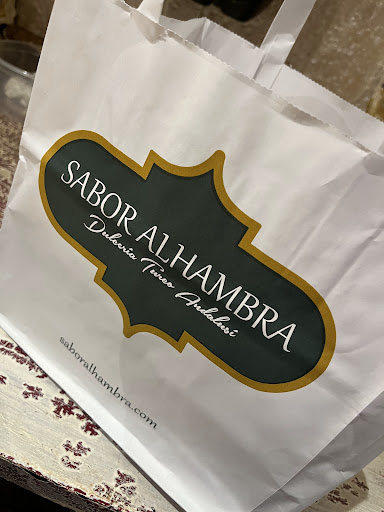 SABOR ALHAMBRA
Dulcería Turco Andalusí
saboralhambra.com